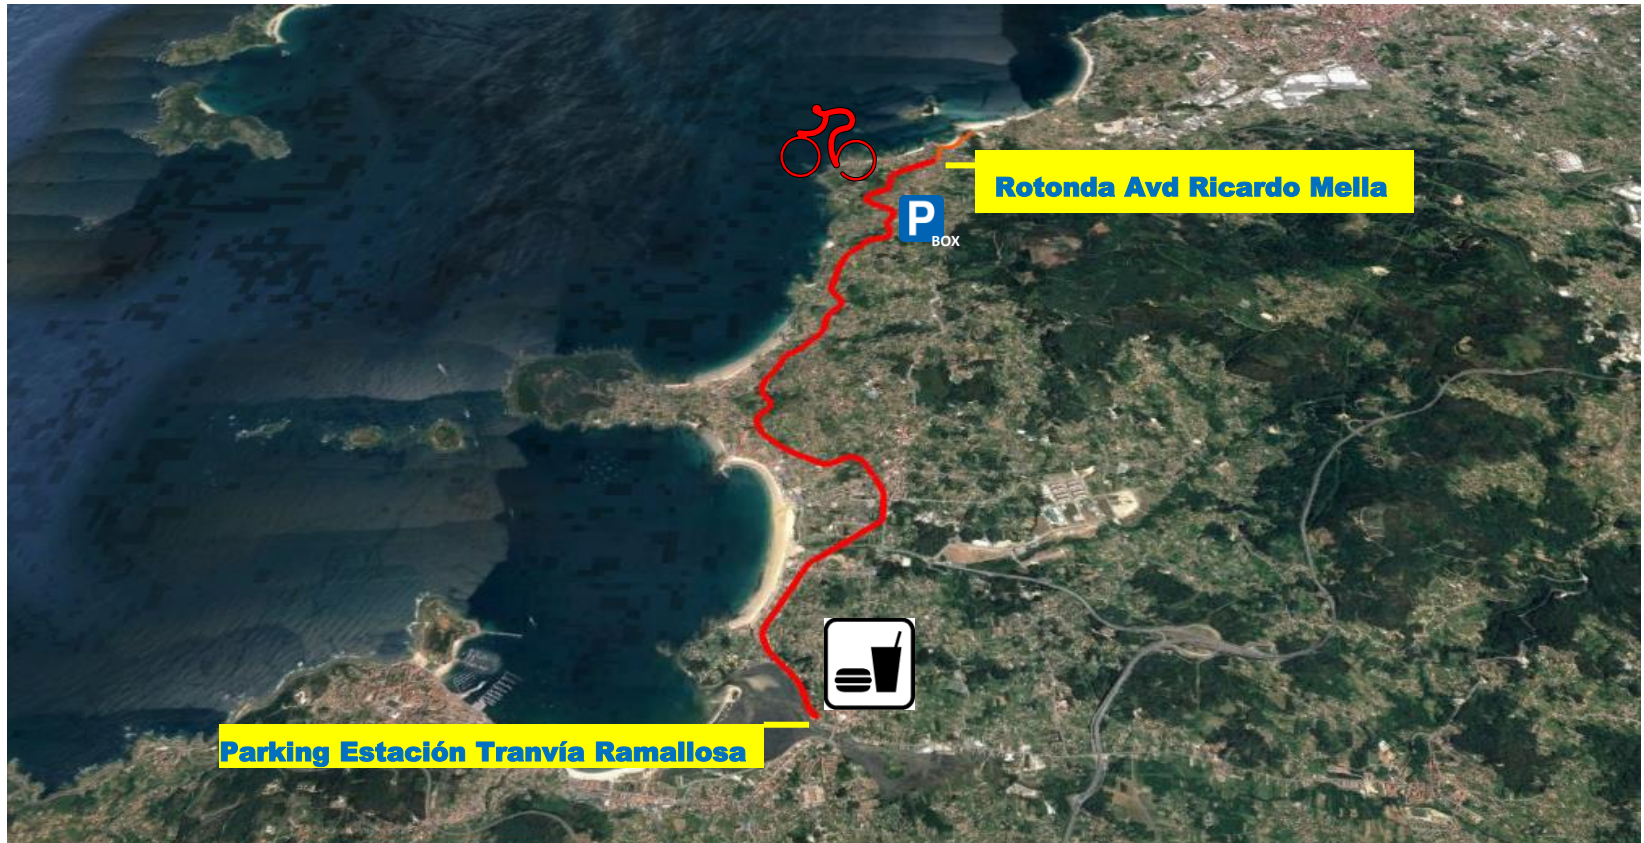 Rotonda Avd Ricardo Mella
P
BOX
Parking Estación Tranvía Ramallosa